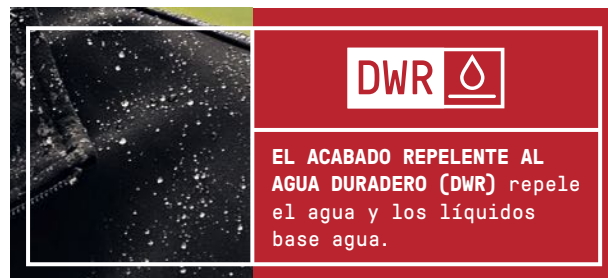 DWR
EL ACABADO REPELENTE AL
AGUA DURADERO (DWR) repele
el agua y los líquidos
base agua.